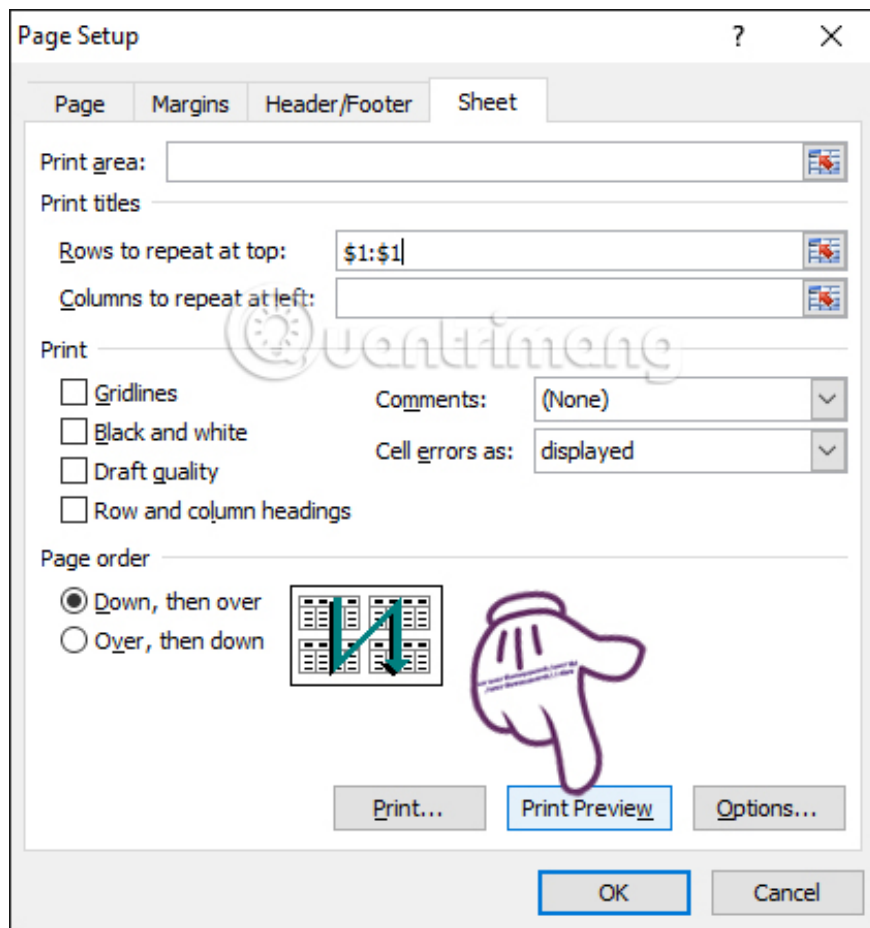 Page Setup
Page Margins Header/Footer Sheet
Print area:
Print titles
Rows to repeat at top: $1:$1
Columns to repeat at left:
Quantrimang
Print
Gridlines
Comments: (None)
Black and white
Cell errors as: displayed
Draft quality
Row and column headings
Page order
Down, then over
Over, then down
Print... Print Preview Options...
OK Cancel